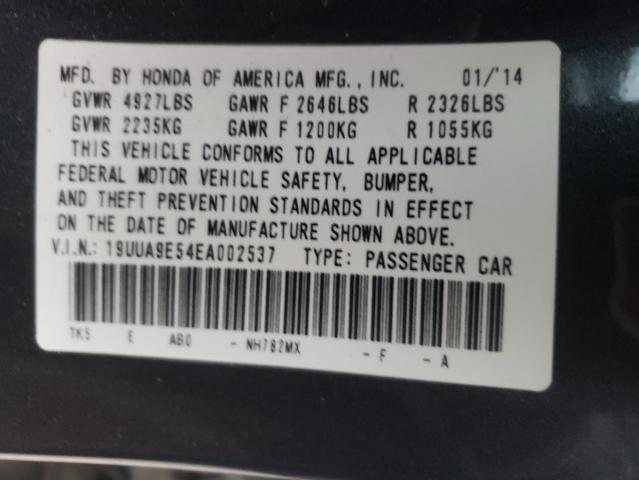 MFD. BY HONDA OF AMERICA MFG., INC. 01/'14
GVWR 4927LBS GAWR F 2646LBS R 2326LBS
GVWR 2235KG GAWR F 1200KG R 1055KG
THIS VEHICLE CONFORMS TO ALL APPLICABLE
FEDERAL MOTOR VEHICLE SAFETY, BUMPER,
AND THEFT PREVENTION STANDARDS IN EFFECT
ON THE DATE OF MANUFACTURE SHOWN ABOVE.
V.I.N.: 19UUA9E54EA002537 TYPE: PASSENGER CAR
TK5 E AB0 - NH782MX - F - A